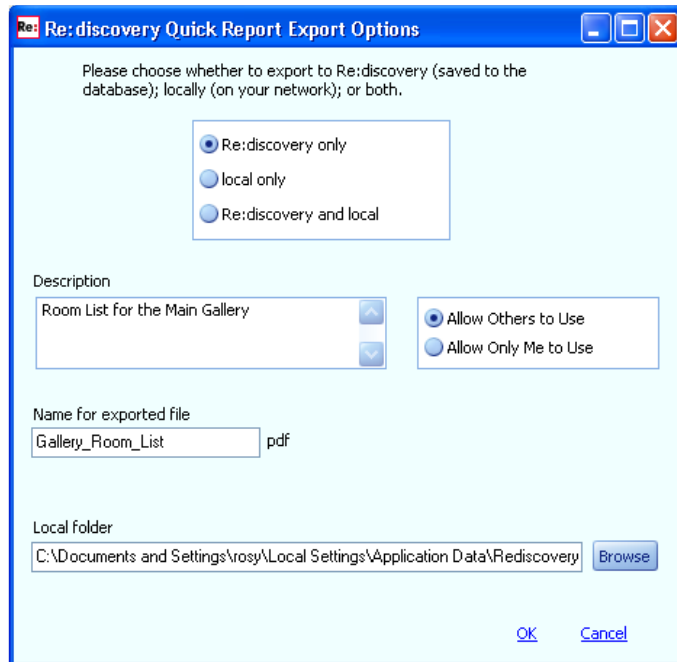 Re: Re:discovery Quick Report Export Options
Please choose whether to export to Re:discovery (saved to the
database); locally (on your network); or both.
Re:discovery only
local only
Re:discovery and local
Description
Room List for the Main Gallery
Allow Others to Use
Allow Only Me to Use
Name for exported file
Gallery_Room_List pdf
Local folder
C:\Documents and Settings\rosy\Local Settings\Application Data\Rediscovery Browse
OK Cancel